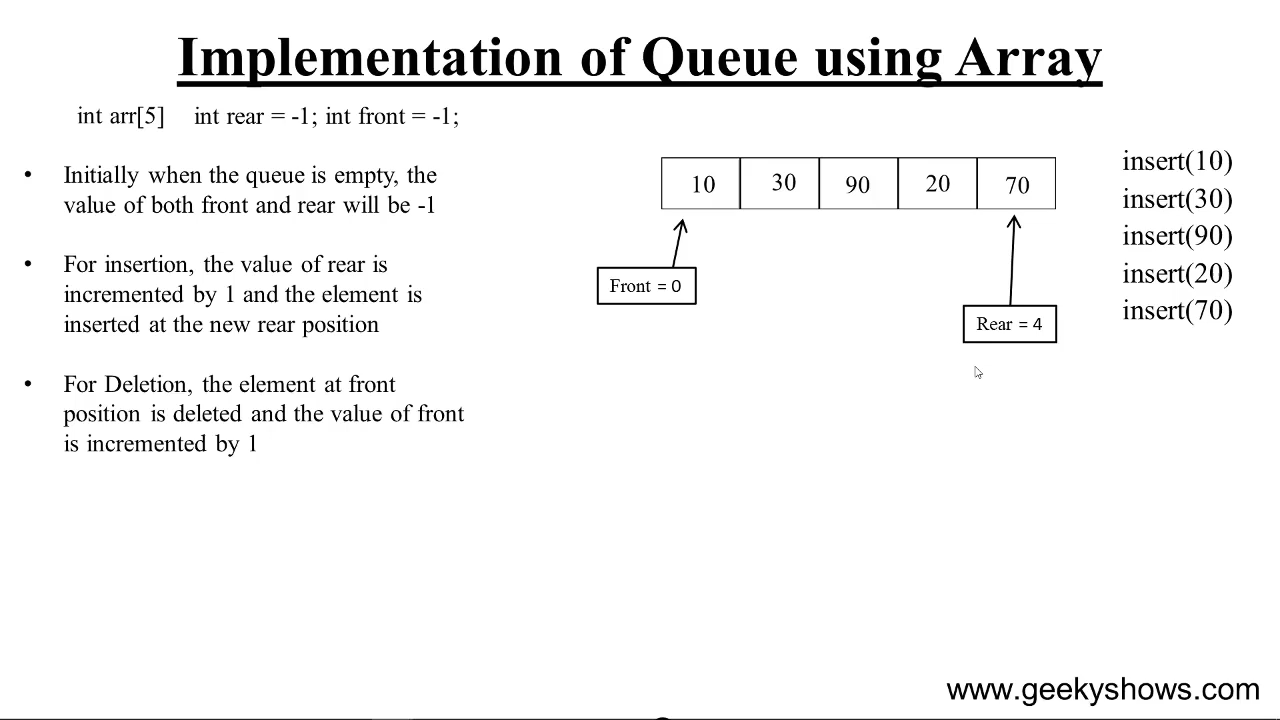 Implementation of Queue using Array
int arr[5] int rear = -1; int front = -1;
• Initially when the queue is empty, the
value of both front and rear will be -1
• For insertion, the value of rear is
incremented by 1 and the element is
inserted at the new rear position
• For Deletion, the element at front
position is deleted and the value of front
is incremented by 1
10 30 90 20 70
Front = 0
Rear = 4
insert(10)
insert(30)
insert(90)
insert(20)
insert(70)
www.geekyshows.com